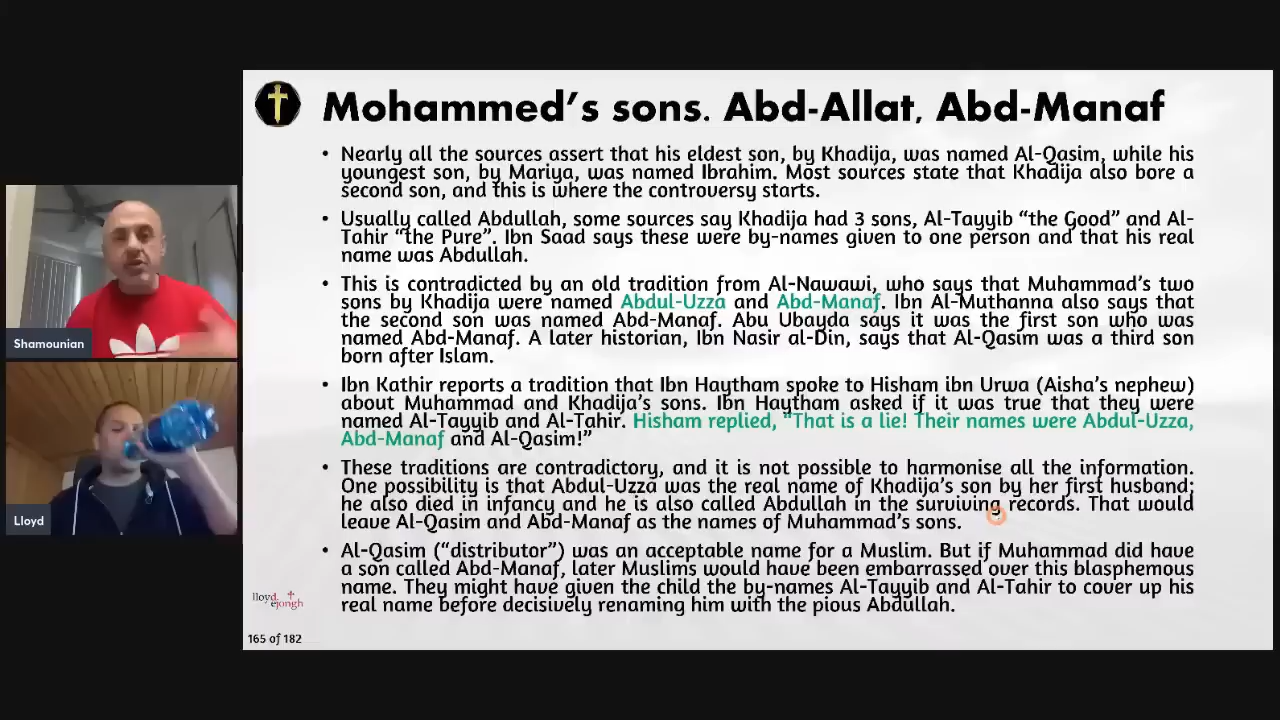 Mohammed's sons. Abd-Allat, Abd-Manaf
• Nearly all the sources assert that his eldest son, by Khadija, was named Al-Qasim, while his
youngest son, by Mariya, was named Ibrahim. Most sources state that Khadija also bore a
second son, and this is where the controversy starts.
• Usually called Abdullah, some sources say Khadija had 3 sons, Al-Tayyib “the Good” and Al-
Tahir “the Pure”. Ibn Saad says these were by-names given to one person and that his real
name was Abdullah.
• This is contradicted by an old tradition from Al-Nawawi, who says that Muhammad's two
sons by Khadija were named Abdul-Uzza and Abd-Manaf. Ibn Al-Muthanna also says that
the second son was named Abd-Manaf. Abu Ubayda says it was the first son who was
named Abd-Manaf. A later historian, Ibn Nasir al-Din, says that Al-Qasim was a third son
born after Islam.
• Ibn Kathir reports a tradition that Ibn Haytham spoke to Hisham ibn Urwa (Aisha's nephew)
about Muhammad and Khadija's sons. Ibn Haytham asked if it was true that they were
named Al-Tayyib and Al-Tahir. Hisham replied, “That is a lie! Their names were Abdul-Uzza,
Abd-Manaf and Al-Qasim!”
• These traditions are contradictory, and it is not possible to harmonise all the information.
One possibility is that Abdul-Uzza was the real name of Khadija's son by her first husband;
he also died in infancy and he is also called Abdullah in the surviving records. That would
leave Al-Qasim and Abd-Manaf as the names of Muhammad's sons.
• Al-Qasim (“distributor”) was an acceptable name for a Muslim. But if Muhammad did have
a son called Abd-Manaf, later Muslims would have been embarrassed over this blasphemous
name. They might have given the child the by-names Al-Tayyib and Al-Tahir to cover up his
real name before decisively renaming him with the pious Abdullah.
Shamounian
Lloyd
lloyd
ejongh
165 of 182